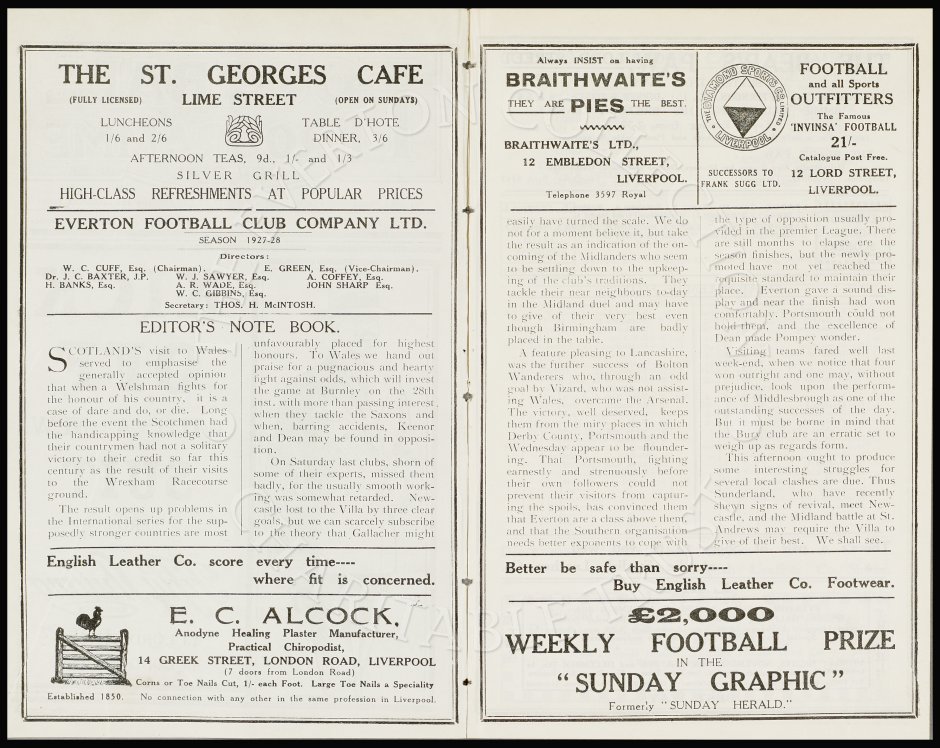 THE ST. GEORGES CAFE
(FULLY LICENSED) LIME STREET (OPEN ON SUNDAYS)
LUNCHEONS
1/6 and 2/6
TABLE D'HOTE
DINNER, 3/6
AFTERNOON TEAS, 9d., 1/- and 1/3
SILVER GRILL
HIGH-CLASS REFRESHMENTS AT POPULAR PRICES
EVERTON FOOTBALL CLUB COMPANY LTD.
SEASON 1927-28
Directors:
W. C. CUFF, Esq. (Chairman). E. GREEN, Esq. (Vice-Chairman).
Dr. J. C. BAXTER, J.P. W. J. SAWYER, Esq. A. COFFEY, Esq.
H. BANKS, Esq. A. R. WADE, Esq. JOHN SHARP Esq.
W. C. GIBBINS, Esq.
Secretary: THOS. H. McINTOSH.
EDITOR'S NOTE BOOK.
SCOTLAND'S visit to Wales
served to emphasise the
generally accepted opinion
that when a Welshman fights for
the honour of his country, it is a
case of dare and do, or die. Long
before the event the Scotchmen had
the handicapping knowledge that
their countrymen had not a solitary
victory to their credit so far this
century as the result of their visits
to the Wrexham Racecourse
ground.
The result opens up problems in
the International series for the sup-
posedly stronger countries are most
unfavourably placed for highest
honours. To Wales we hand out
praise for a pugnacious and hearty
fight against odds, which will invest
the game at Burnley on the 28th
inst. with more than passing interest
when they tackle the Saxons and
when, barring accidents, Keenor
and Dean may be found in opposi-
tion.
On Saturday last clubs, shorn of
some of their experts, missed them
badly, for the usually smooth work-
ing was somewhat retarded. New-
castle lost to the Villa by three clear
goals, but we can scarcely subscribe
to the theory that Gallacher might
English Leather Co. score every time----
where fit is concerned.
E. C. ALCOCK,
Anodyne Healing Plaster Manufacturer,
Practical Chiropodist,
14 GREEK STREET, LONDON ROAD, LIVERPOOL
(7 doors from London Road)
Corns or Toe Nails Cut, 1/- each Foot. Large Toe Nails a Speciality
Established 1850. No connection with any other in the same profession in Liverpool.
Always INSIST on having
BRAITHWAITE'S
THEY ARE PIES THE BEST.
BRAITHWAITE'S LTD.,
12 EMBLEDON STREET,
LIVERPOOL.
Telephone 3597 Royal
THE DIAMOND SPORTS CO. LIMITED
LIVERPOOL
SUCCESSORS TO
FRANK SUGG LTD.
FOOTBALL
and all Sports
OUTFITTERS
The Famous
'INVINSA' FOOTBALL
21/-
Catalogue Post Free.
12 LORD STREET,
LIVERPOOL.
easily have turned the scale. We do
not for a moment believe it, but take
the result as an indication of the on-
coming of the Midlanders who seem
to be settling down to the upkeep-
ing of the club's traditions. They
tackle their near neighbours to-day
in the Midland duel and may have
to give of their very best even
though Birmingham are badly
placed in the table.
A feature pleasing to Lancashire,
was the further success of Bolton
Wanderers who, through an odd
goal by Vizard, who was not assist-
ing Wales, overcame the Arsenal.
The victory, well deserved, keeps
them from the miry places in which
Derby County, Portsmouth and the
Wednesday appear to be flounder-
ing. That Portsmouth, fighting
earnestly and strenuously before
their own followers could not
prevent their visitors from captur-
ing the spoils, has convinced them
that Everton are a class above them,
and that the Southern organisation
needs better exponents to cope with
the type of opposition usually pro-
vided in the premier League. There
are still months to elapse ere the
season finishes, but the newly pro-
moted have not yet reached the
requisite standard to maintain their
place. Everton gave a sound dis-
play and near the finish had won
comfortably. Portsmouth could not
hold them, and the excellence of
Dean made Pompey wonder.
Visiting teams fared well last
week-end, when we notice that four
won outright and one may, without
prejudice, look upon the perform-
ance of Middlesbrough as one of the
outstanding successes of the day.
But it must be borne in mind that
the Bury club are an erratic set to
weigh up as regards form.
This afternoon ought to produce
some interesting struggles for
several local clashes are due. Thus
Sunderland, who have recently
shewn signs of revival, meet New-
castle, and the Midland battle at St.
Andrews may require the Villa to
give of their best. We shall see.
Better be safe than sorry----
Buy English Leather Co. Footwear.
£2,000
WEEKLY FOOTBALL PRIZE
IN THE
"SUNDAY GRAPHIC"
Formerly "SUNDAY HERALD."